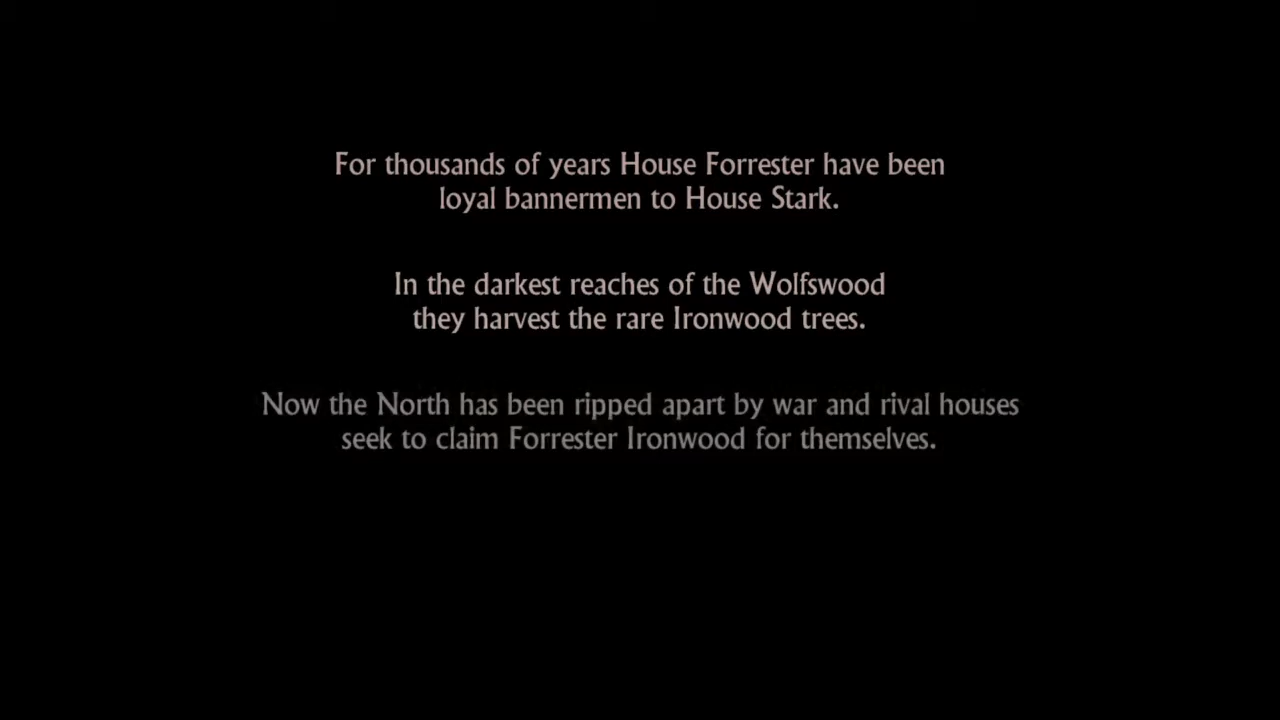 For thousands of years House Forrester have been
loyal bannermen to House Stark.
In the darkest reaches of the Wolfswood
they harvest the rare Ironwood trees.
Now the North has been ripped apart by war and rival houses
seek to claim Forrester Ironwood for themselves.